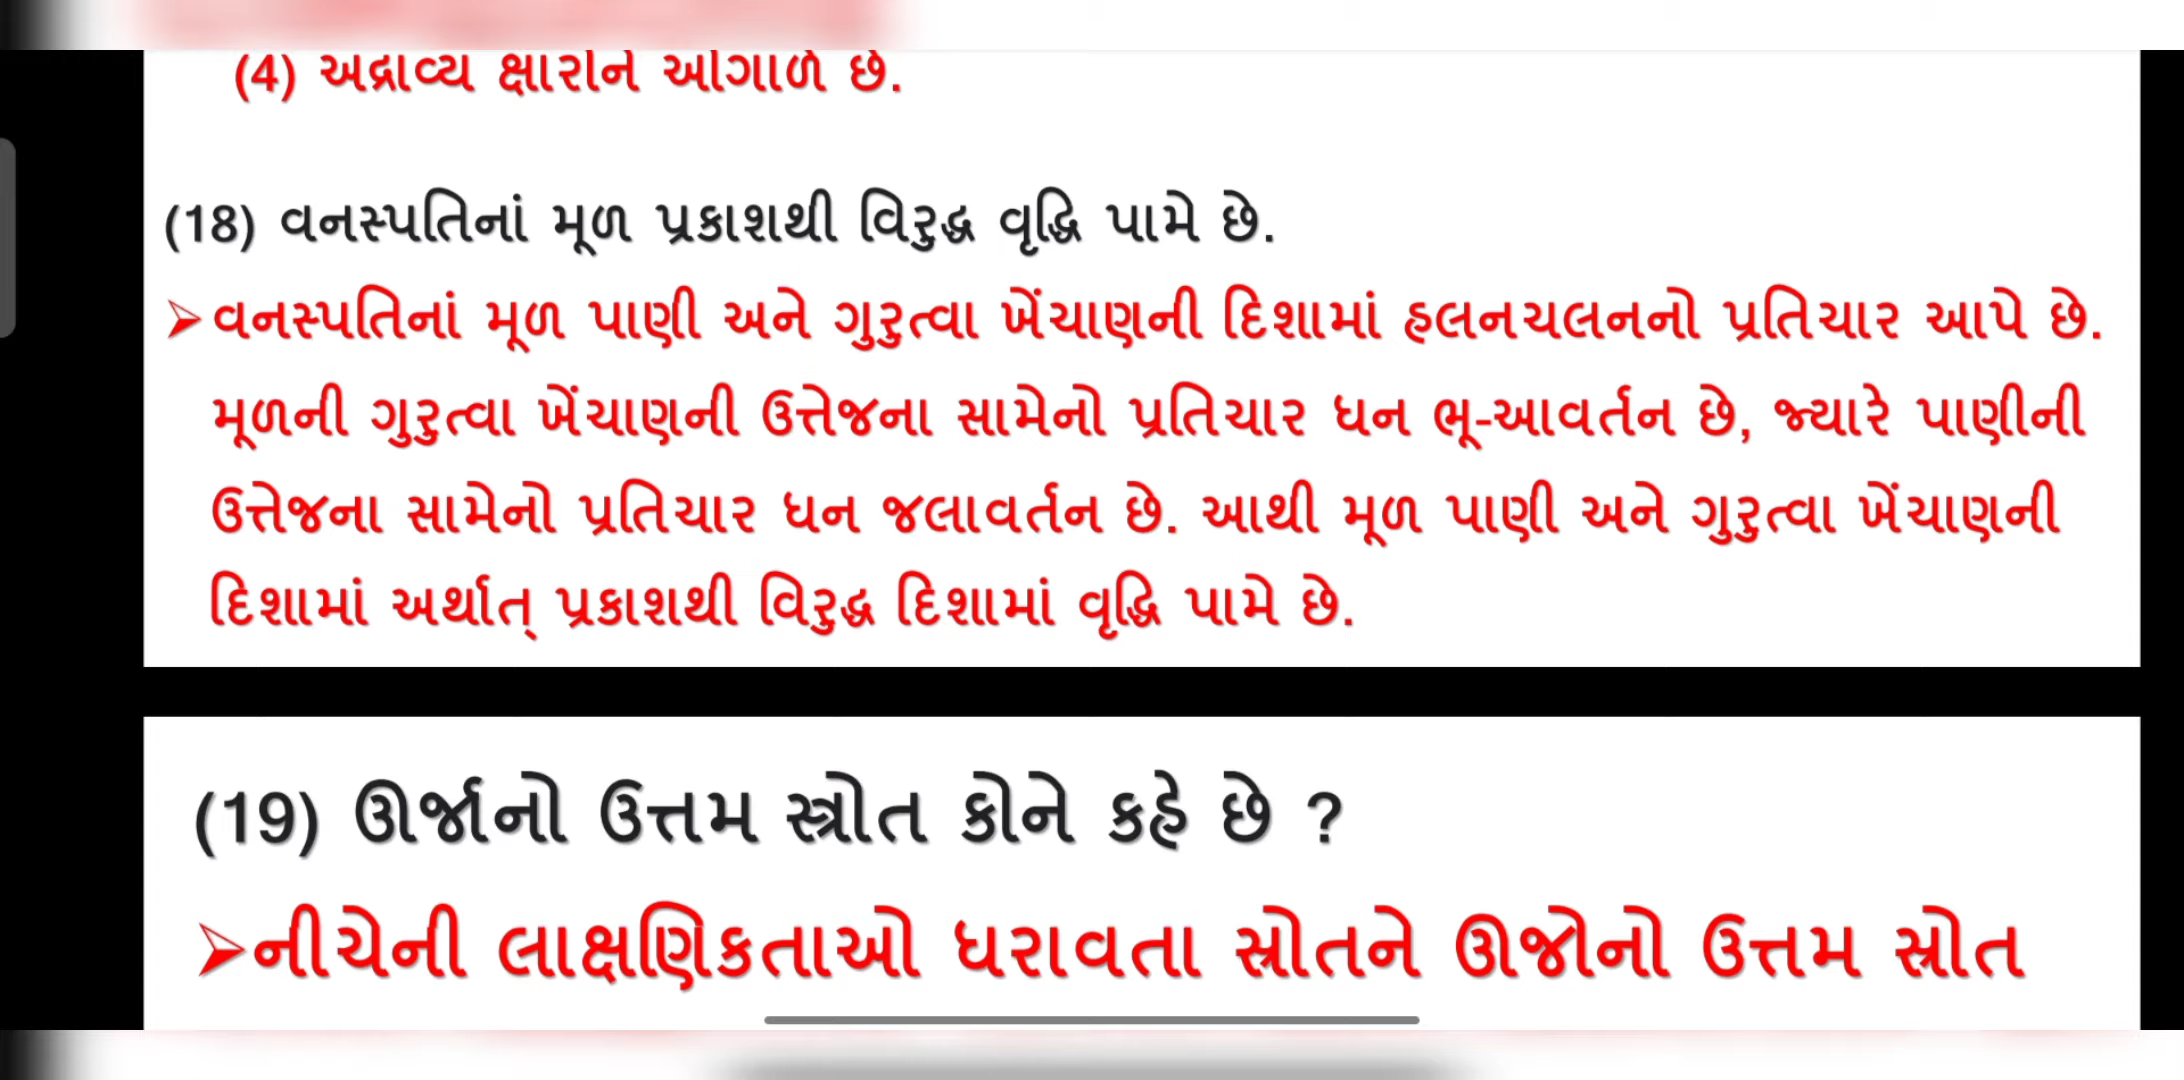 (4) અદ્રાવ્ય ક્ષારોને ઓગાળે છે.
(18) વનસ્પતિનાં મૂળ પ્રકાશથી વિરુદ્ધ વૃદ્ધિ પામે છે.
➢વનસ્પતિનાં મૂળ પાણી અને ગુરુત્વા ખેંચાણની દિશામાં હલનચલનનો પ્રતિચાર આપે છે.
મૂળની ગુરુત્વા ખેંચાણની ઉત્તેજના સામેનો પ્રતિચાર ધન ભૂ-આવર્તન છે, જ્યારે પાણીની
ઉત્તેજના સામેનો પ્રતિચાર ધન જલાવર્તન છે. આથી મૂળ પાણી અને ગુરુત્વા ખેંચાણની
દિશામાં અર્થાત્ પ્રકાશથી વિરુદ્ધ દિશામાં વૃદ્ધિ પામે છે.
(19) ઊર્જાનો ઉત્તમ સ્ત્રોત કોને કહે છે ?
➢નીચેની લાક્ષણિકતાઓ ધરાવતા સ્રોતને ઊજોનો ઉત્તમ સ્રોત